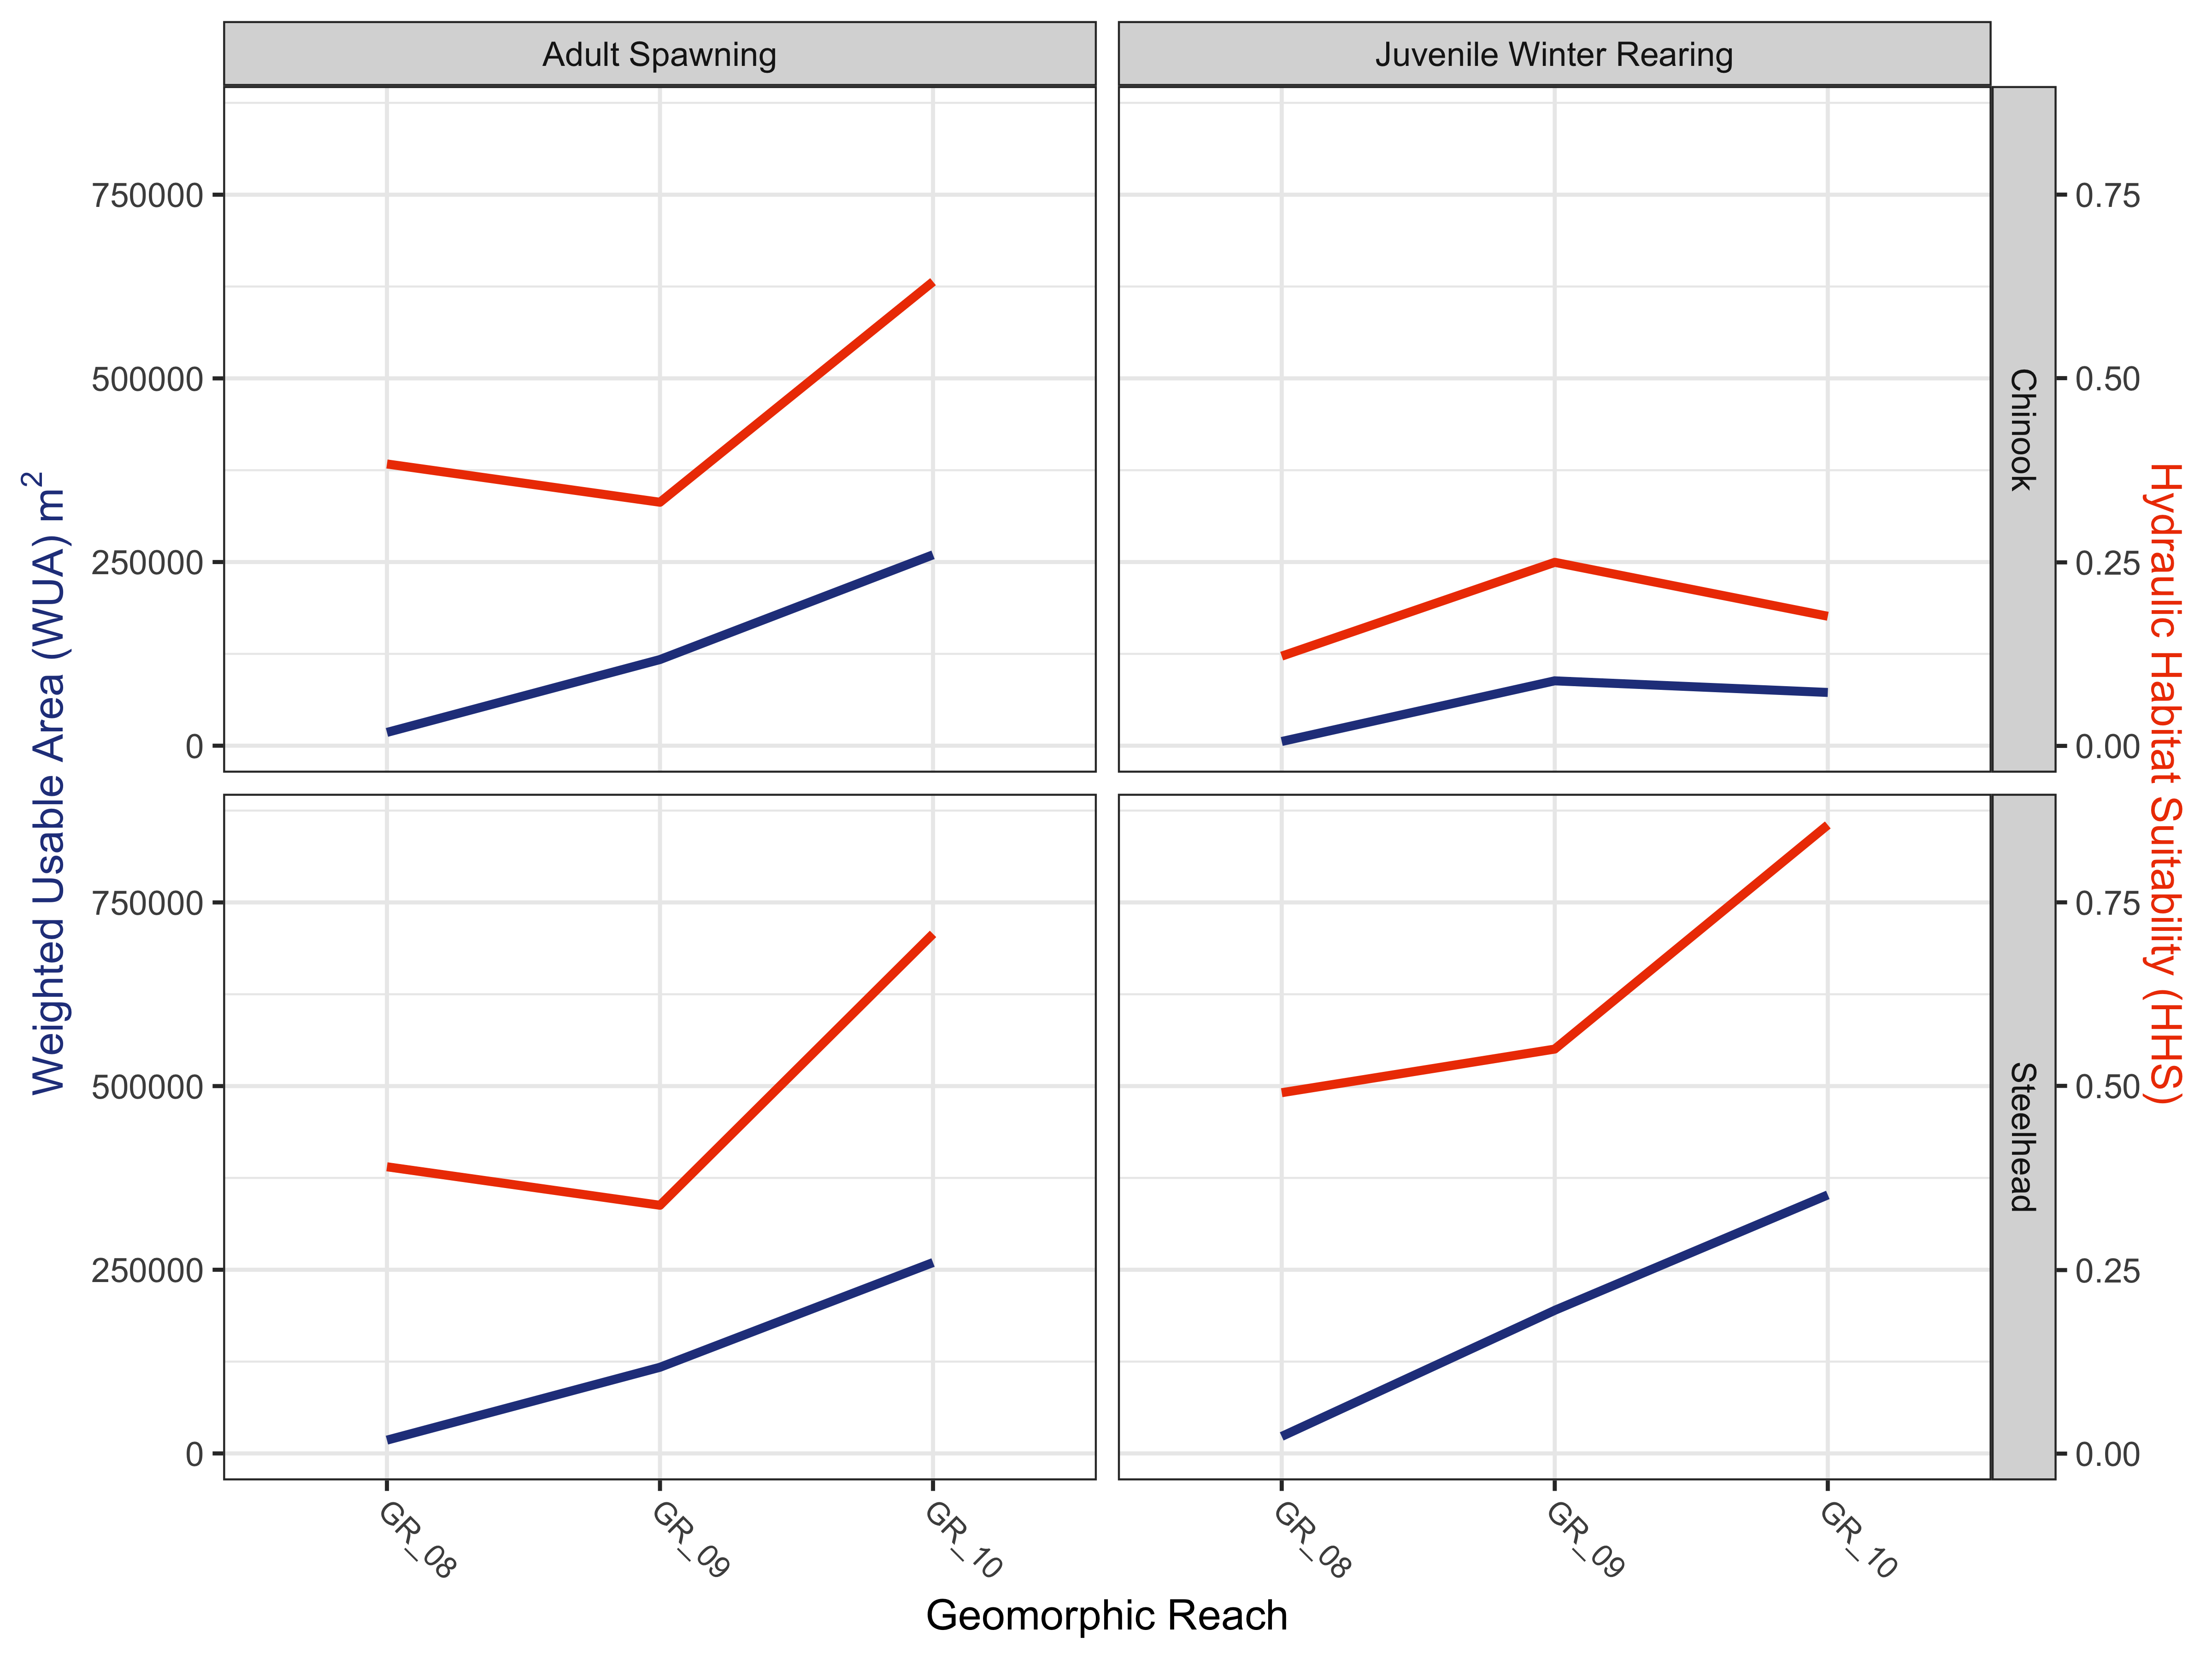 Adult Spawning
Juvenile Winter Rearing
Weighted Usable Area (WUA) m²
750000
500000
250000
0
750000
500000
250000
0
Chinook
Steelhead
0.75
0.50
0.25
0.00
0.75
0.50
0.25
0.00
Hydraulic Habitat Suitability (HHS)
GR_08
GR_09
GR_10
GR_08
GR_09
GR_10
Geomorphic Reach